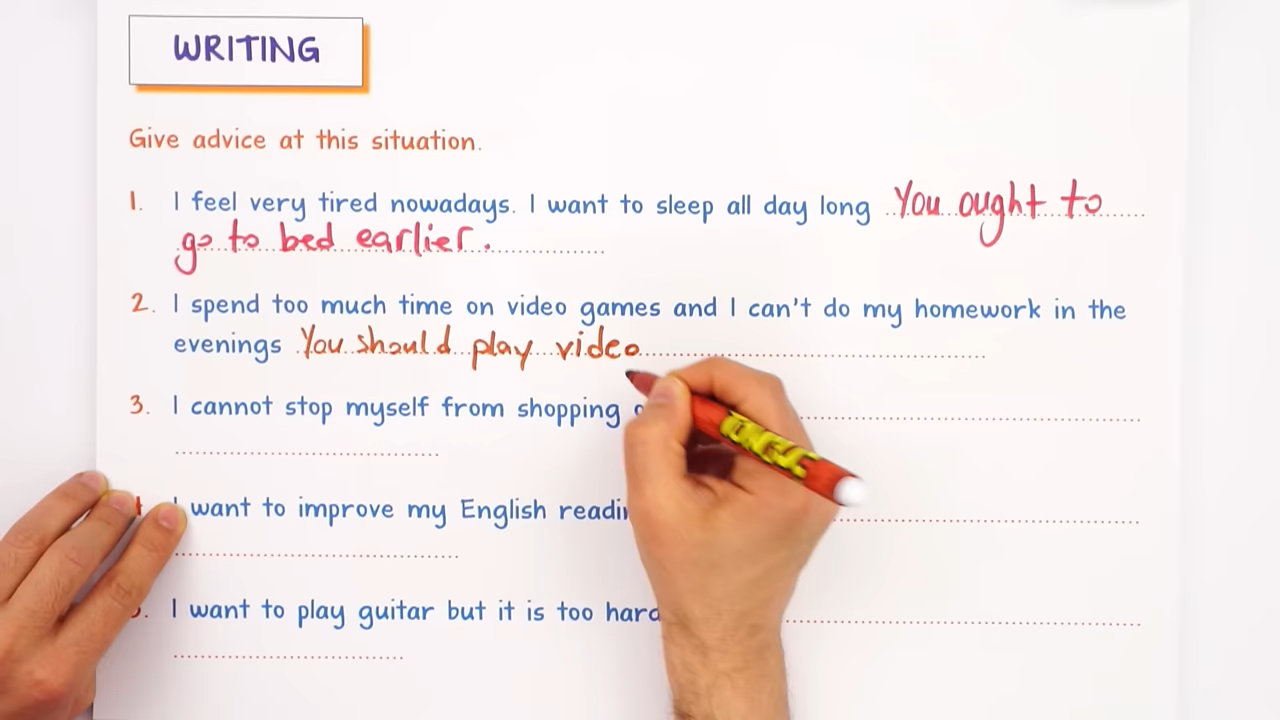 WRITING
Give advice at this situation.
1. I feel very tired nowadays. I want to sleep all day long You ought to
go to bed earlier.
2. I spend too much time on video games and I can't do my homework in the
evenings You should play video
3. I cannot stop myself from shopping
I want to improve my English
I want to play guitar but it is too hard